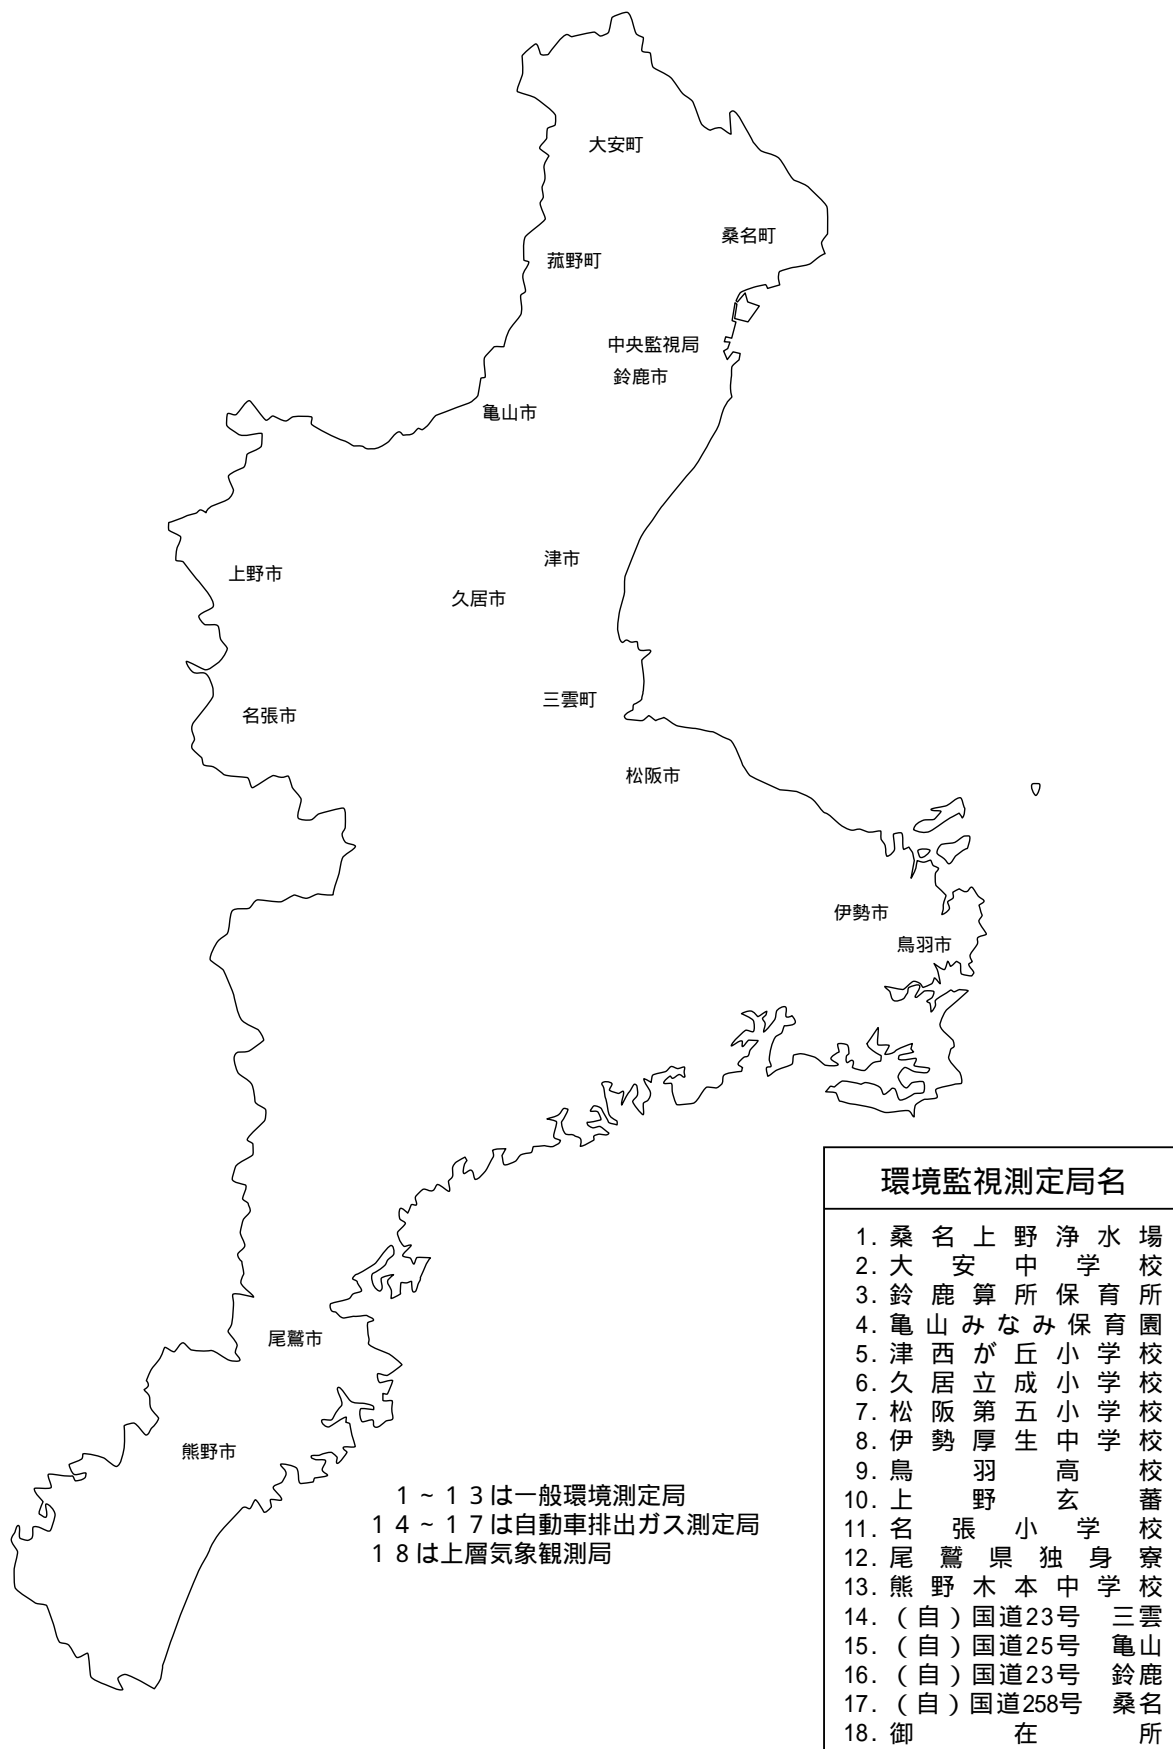 大安町
桑名町
菰野町
中央監視局
鈴鹿市
亀山市
津市
上野市
久居市
三雲町
名張市
松阪市
伊勢市
鳥羽市
尾鷲市
熊野市
1~13は一般環境測定局
14~17は自動車排出ガス測定局
18は上層気象観測局
環境監視測定局名
1. 桑名上野浄水場
2. 大安中学校
3. 鈴鹿算所保育所
4. 亀山みなみ保育園
5. 津西が丘小学校
6. 久居立成小学校
7. 松阪第五小学校
8. 伊勢厚生中学校
9. 鳥羽高校
10. 上野玄蕃
11. 名張小学校
12. 尾鷲県独身寮
13. 熊野木本中学校
14. (自)国道23号 三雲
15. (自)国道25号 亀山
16. (自)国道23号 鈴鹿
17. (自)国道258号 桑名
18. 御在所